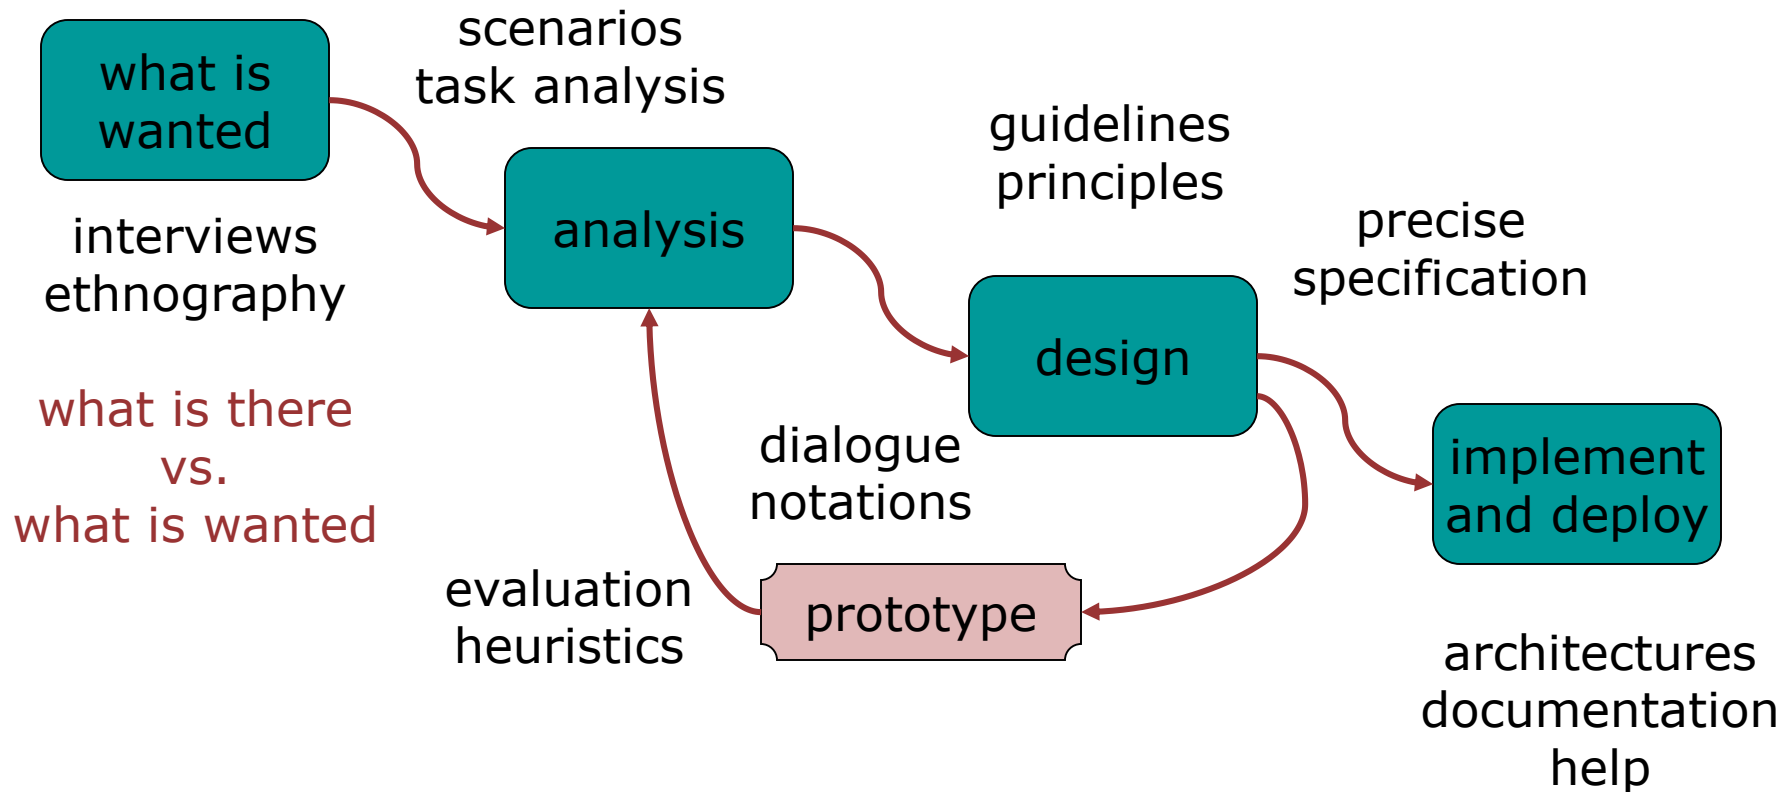 what is
wanted
scenarios
task analysis
interviews
ethnography
what is there
vs.
what is wanted
analysis
guidelines
principles
design
precise
specification
dialogue
notations
evaluation
heuristics
prototype
implement
and deploy
architectures
documentation
help